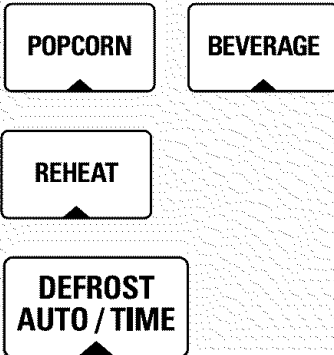 POPCORN
BEVERAGE
REHEAT
DEFROST
AUTO / TIME